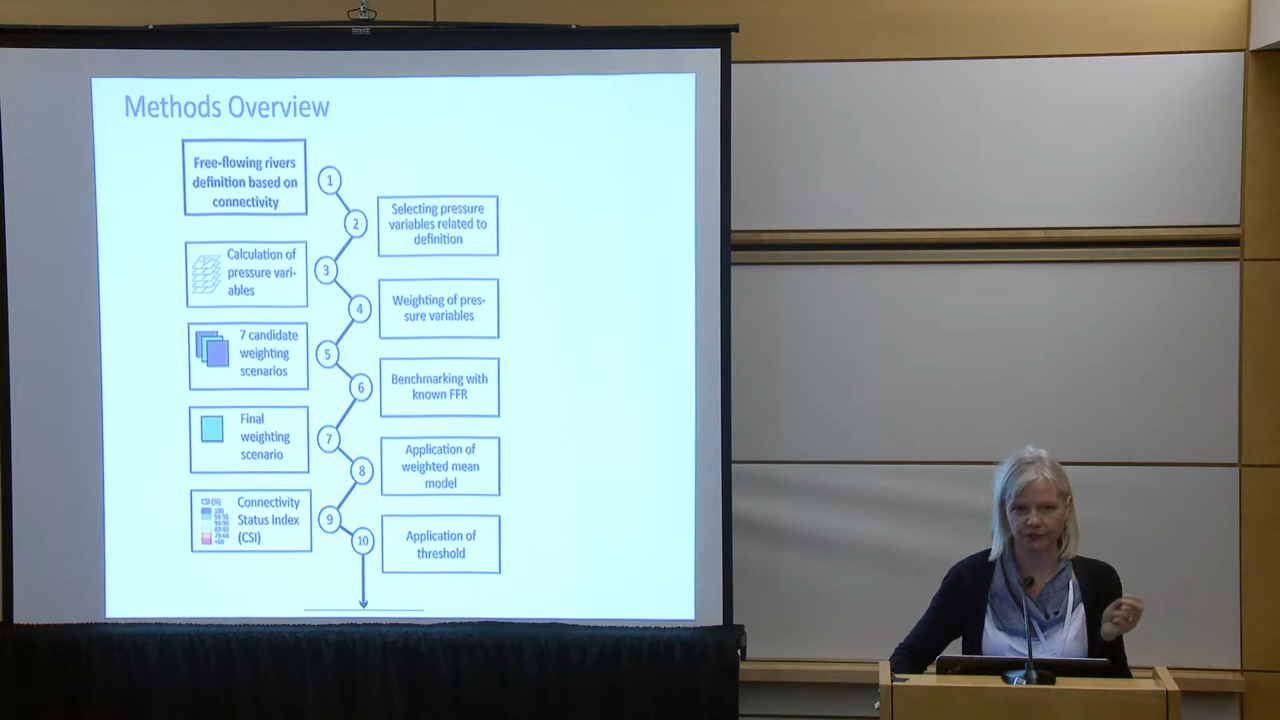 Methods Overview
Free-flowing rivers
definition based on
connectivity
1
2
Selecting pressure
variables related to
definition
Calculation of
pressure vari-
ables
3
4
Weighting of pres-
sure variables
7 candidate
weighting
scenarios
5
6
Benchmarking with
known FFR
Final
weighting
scenario
7
8
Application of
weighted mean
model
CSI (%)
100
Connectivity
Status Index
(CSI)
9
10
Application of
threshold